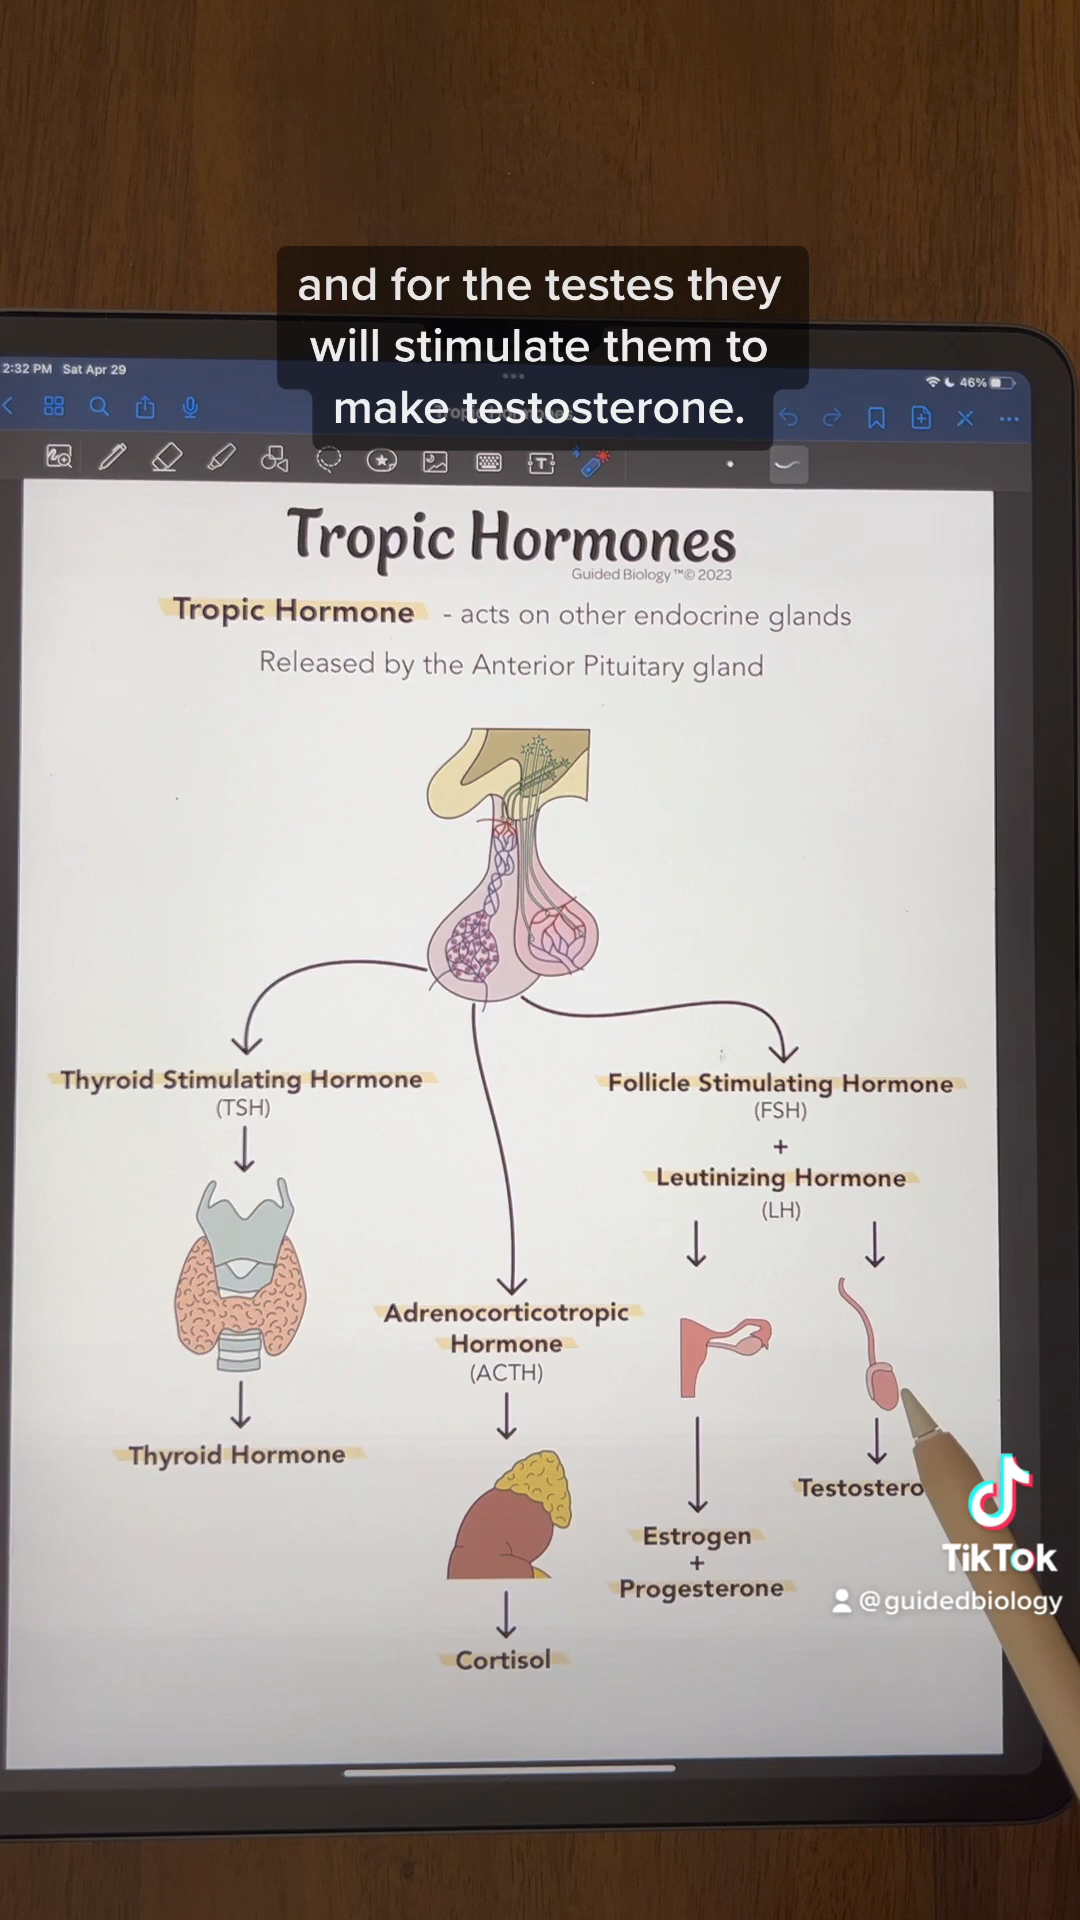 and for the testes they
will stimulate them to
make testosterone.
2:32 PM Sat Apr 29
46%
Tropic Hormones
Guided Biology ™© 2023
Tropic Hormone - acts on other endocrine glands
Released by the Anterior Pituitary gland
Thyroid Stimulating Hormone
(TSH)
Follicle Stimulating Hormone
(FSH)
+
Leutinizing Hormone
(LH)
Adrenocorticotropic
Hormone
(ACTH)
Thyroid Hormone
Testostero
Estrogen
+
Progesterone
Cortisol
TikTok
@guidedbiology